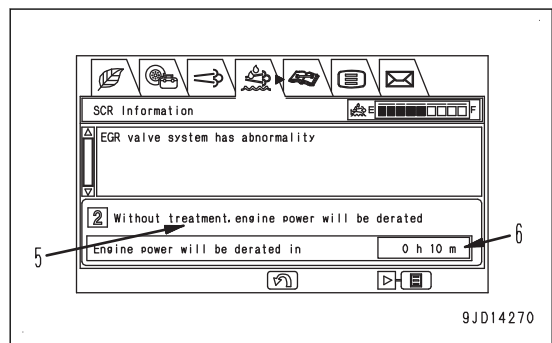 SCR Information
E F
EGR valve system has abnormality
2 Without treatment, engine power will be derated
Engine power will be derated in 0 h 10 m
5
6
9JD14270